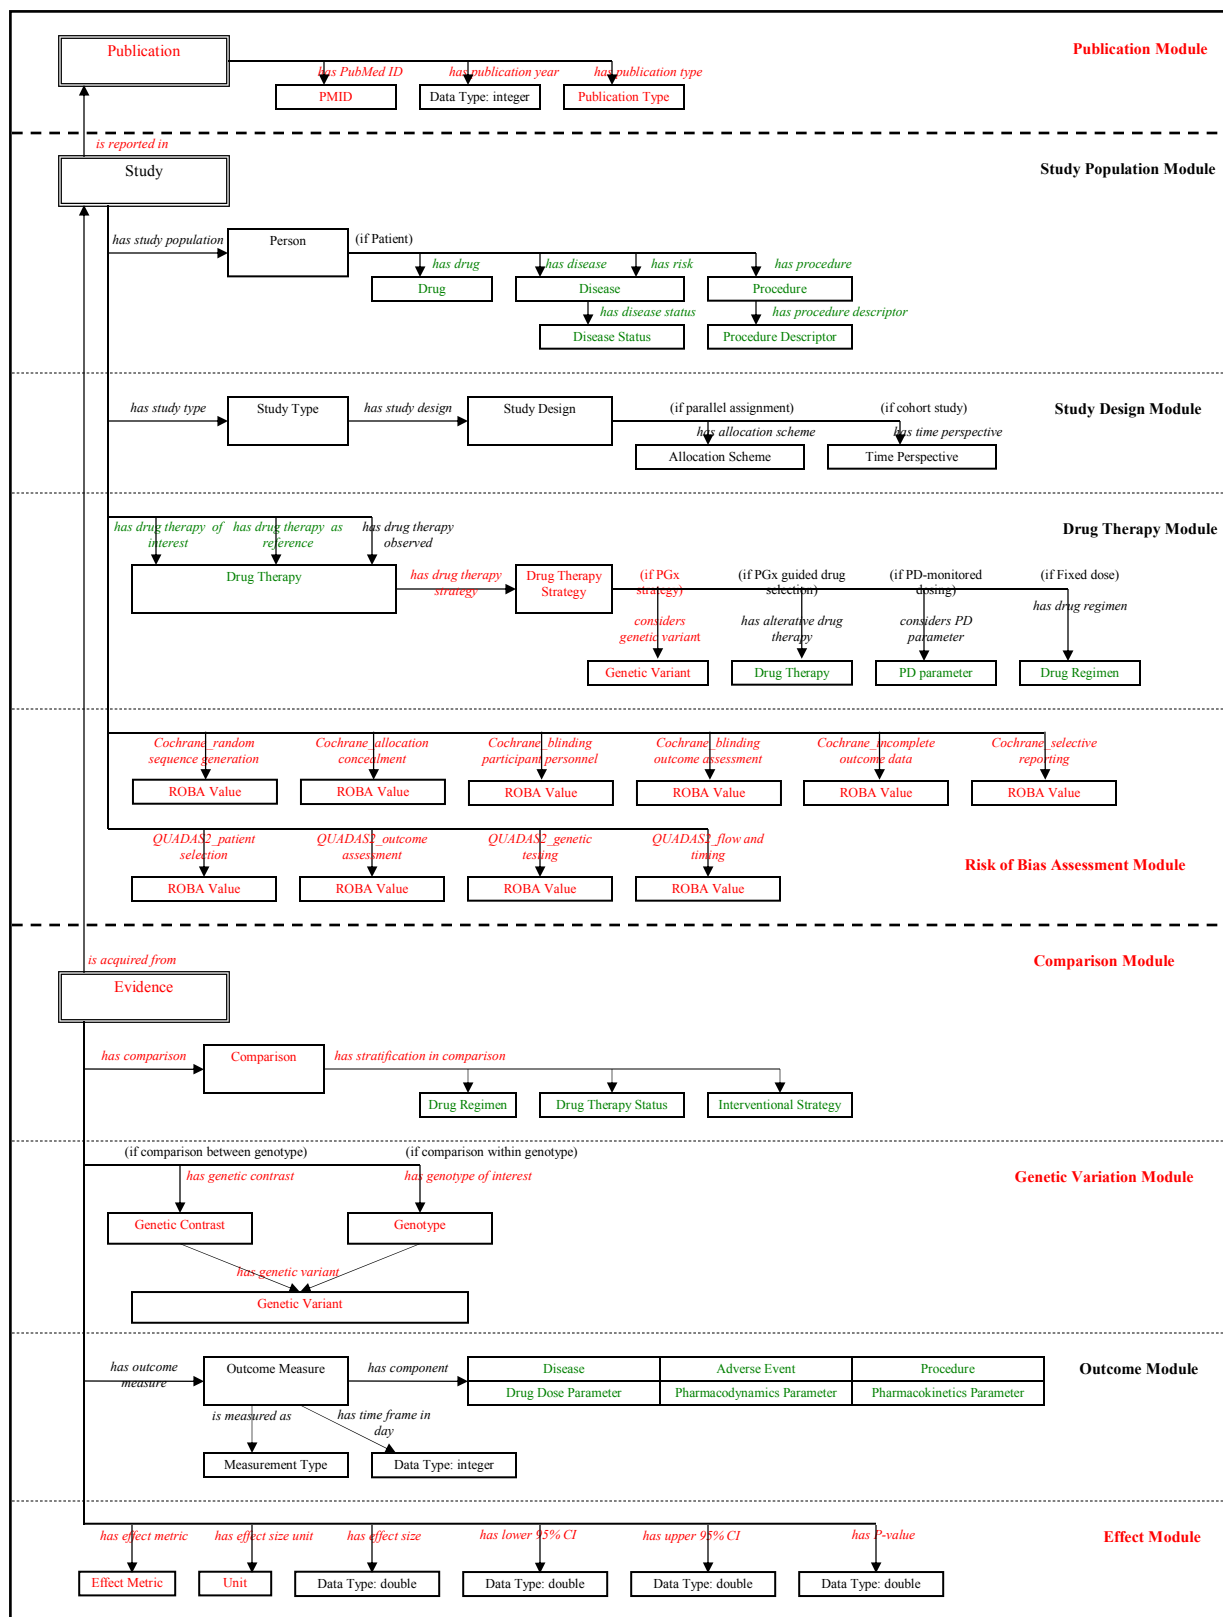 Publication
Publication Module
has PubMed ID
has publication year
has publication type
PMID
Data Type: integer
Publication Type
is reported in
Study
Study Population Module
has study population
Person
(if Patient)
has drug
has disease
has risk
has procedure
Drug
Disease
Procedure
has disease status
has procedure descriptor
Disease Status
Procedure Descriptor
has study type
Study Type
has study design
Study Design
(if parallel assignment)
(if cohort study)
Study Design Module
has allocation scheme
has time perspective
Allocation Scheme
Time Perspective
has drug therapy of
interest
has drug therapy as
reference
has drug therapy
observed
Drug Therapy Module
Drug Therapy
has drug therapy
strategy
Drug Therapy
Strategy
(if PGx
strategy)
(if PGx guided drug
selection)
(if PD-monitored
dosing)
(if Fixed dose)
has drug regimen
considers
genetic variant
has alterative drug
therapy
considers PD
parameter
Genetic Variant
Drug Therapy
PD parameter
Drug Regimen
Cochrane_random
sequence generation
Cochrane_allocation
concealment
Cochrane_blinding
participant personnel
Cochrane_blinding
outcome assessment
Cochrane_incomplete
outcome data
Cochrane_selective
reporting
ROBA Value
ROBA Value
ROBA Value
ROBA Value
ROBA Value
ROBA Value
QUADAS2_patient
selection
QUADAS2_outcome
assessment
QUADAS2_genetic
testing
QUADAS2_flow and
timing
Risk of Bias Assessment Module
ROBA Value
ROBA Value
ROBA Value
ROBA Value
is acquired from
Comparison Module
Evidence
has comparison
Comparison
has stratification in comparison
Drug Regimen
Drug Therapy Status
Interventional Strategy
(if comparison between genotype)
(if comparison within genotype)
has genetic contrast
has genotype of interest
Genetic Variation Module
Genetic Contrast
Genotype
has genetic variant
Genetic Variant
has outcome
measure
Outcome Measure
has component
Disease
Adverse Event
Procedure
Outcome Module
Drug Dose Parameter
Pharmacodynamics Parameter
Pharmacokinetics Parameter
is measured as
has time frame in
day
Measurement Type
Data Type: integer
has effect metric
has effect size unit
has effect size
has lower 95% CI
has upper 95% CI
has P-value
Effect Module
Effect Metric
Unit
Data Type: double
Data Type: double
Data Type: double
Data Type: double